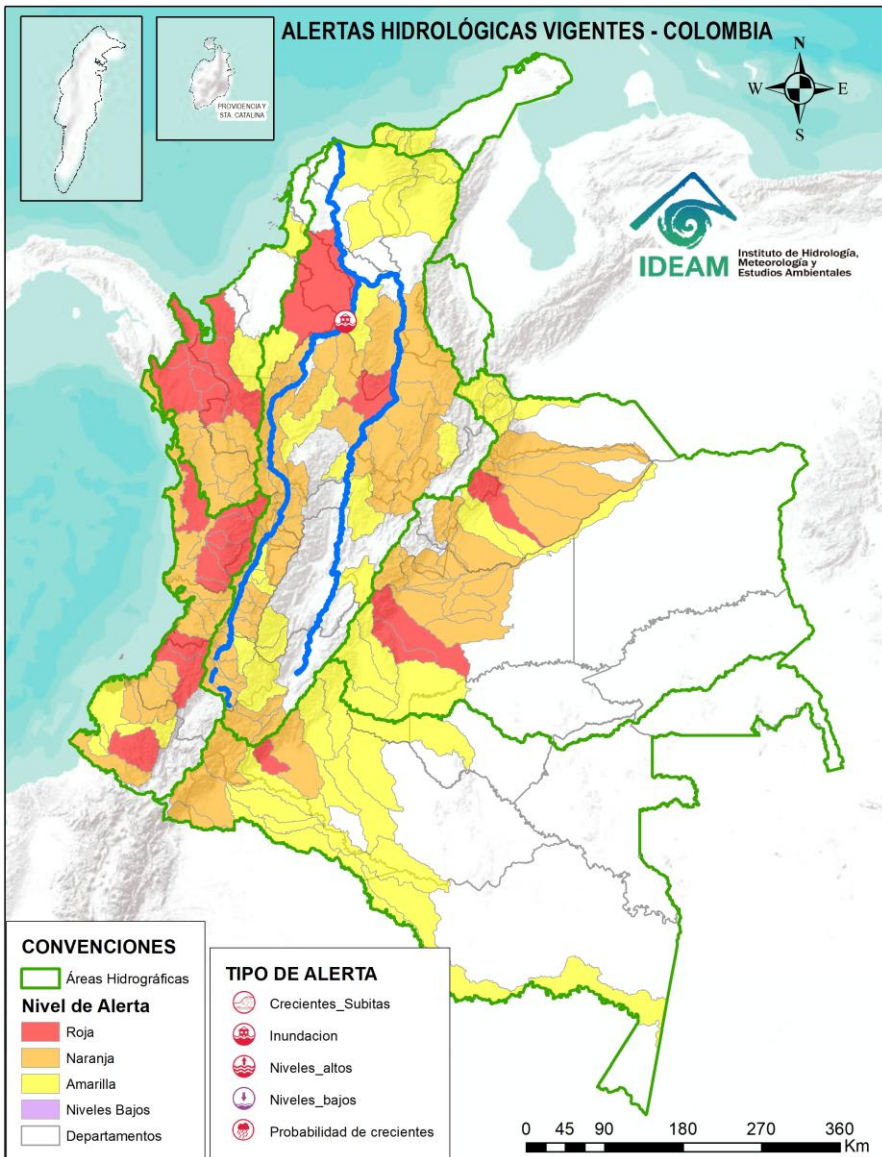 ALERTAS HIDROLÓGICAS VIGENTES - COLOMBIA
PROVIDENCIA Y
STA. CATALINA
N
W
E
S
IDEAM
Instituto de Hidrología,
Meteorología y
Estudios Ambientales
CONVENCIONES
Áreas Hidrográficas
Nivel de Alerta
Roja
Naranja
Amarilla
Niveles Bajos
Departamentos
TIPO DE ALERTA
Crecientes_Subitas
Inundacion
Niveles_altos
Niveles_bajos
Probabilidad de crecientes
0 45 90 180 270 360
Km